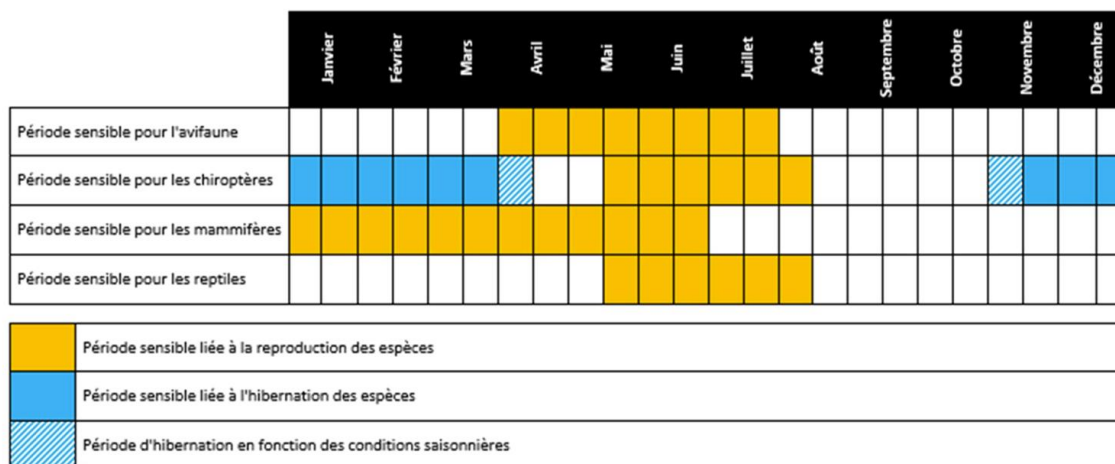 Janvier Février Mars Avril Mai Juin Juillet Août Septembre Octobre Novembre Décembre
Période sensible pour l'avifaune
Période sensible pour les chiroptères
Période sensible pour les mammifères
Période sensible pour les reptiles
Période sensible liée à la reproduction des espèces
Période sensible liée à l'hibernation des espèces
Période d'hibernation en fonction des conditions saisonnières